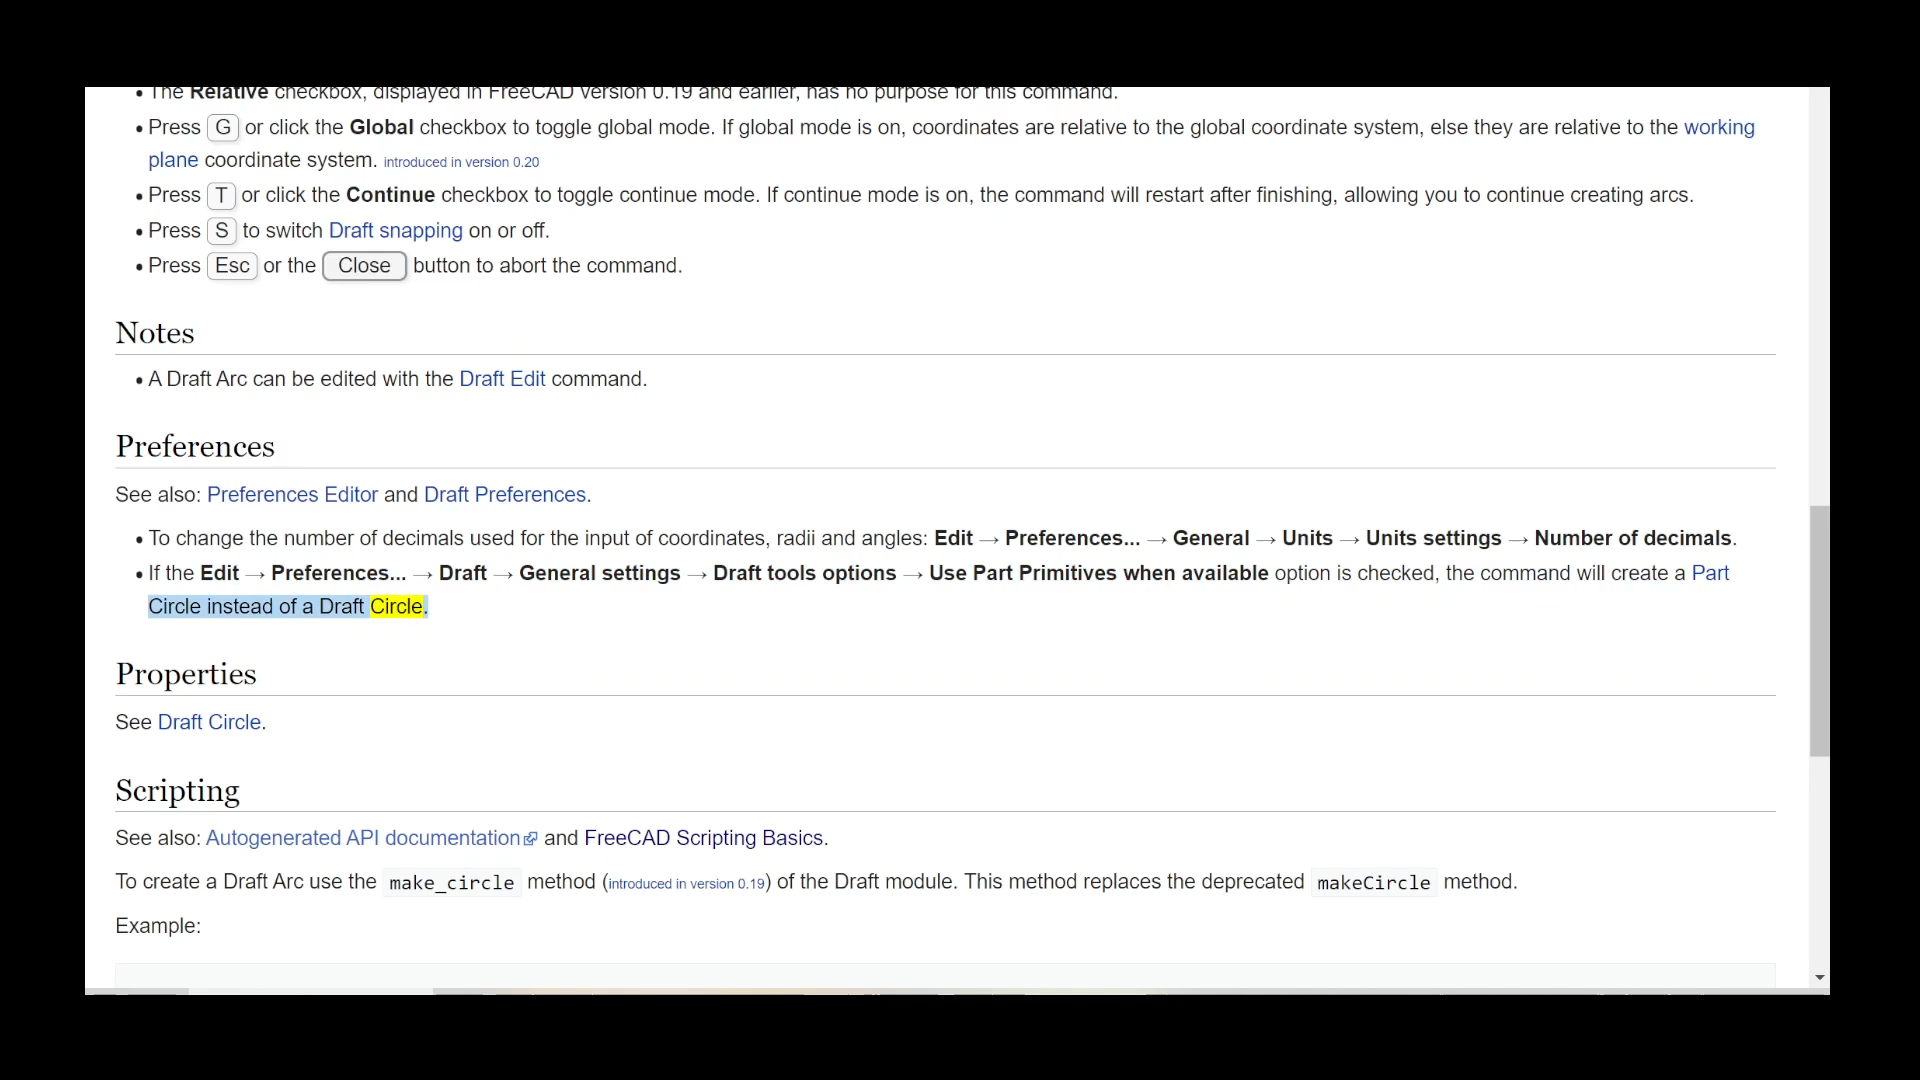 • The Relative checkbox, displayed in FreeCAD version 0.19 and earlier, has no purpose for this command.
• Press G or click the Global checkbox to toggle global mode. If global mode is on, coordinates are relative to the global coordinate system, else they are relative to the working
plane coordinate system. introduced in version 0.20
• Press T or click the Continue checkbox to toggle continue mode. If continue mode is on, the command will restart after finishing, allowing you to continue creating arcs.
• Press S to switch Draft snapping on or off.
• Press Esc or the Close button to abort the command.
Notes
• A Draft Arc can be edited with the Draft Edit command.
Preferences
See also: Preferences Editor and Draft Preferences.
• To change the number of decimals used for the input of coordinates, radii and angles: Edit → Preferences... → General → Units → Units settings → Number of decimals.
• If the Edit → Preferences... → Draft → General settings → Draft tools options → Use Part Primitives when available option is checked, the command will create a Part
Circle instead of a Draft Circle.
Properties
See Draft Circle.
Scripting
See also: Autogenerated API documentation and FreeCAD Scripting Basics.
To create a Draft Arc use the make_circle method (introduced in version 0.19) of the Draft module. This method replaces the deprecated makeCircle method.
Example: